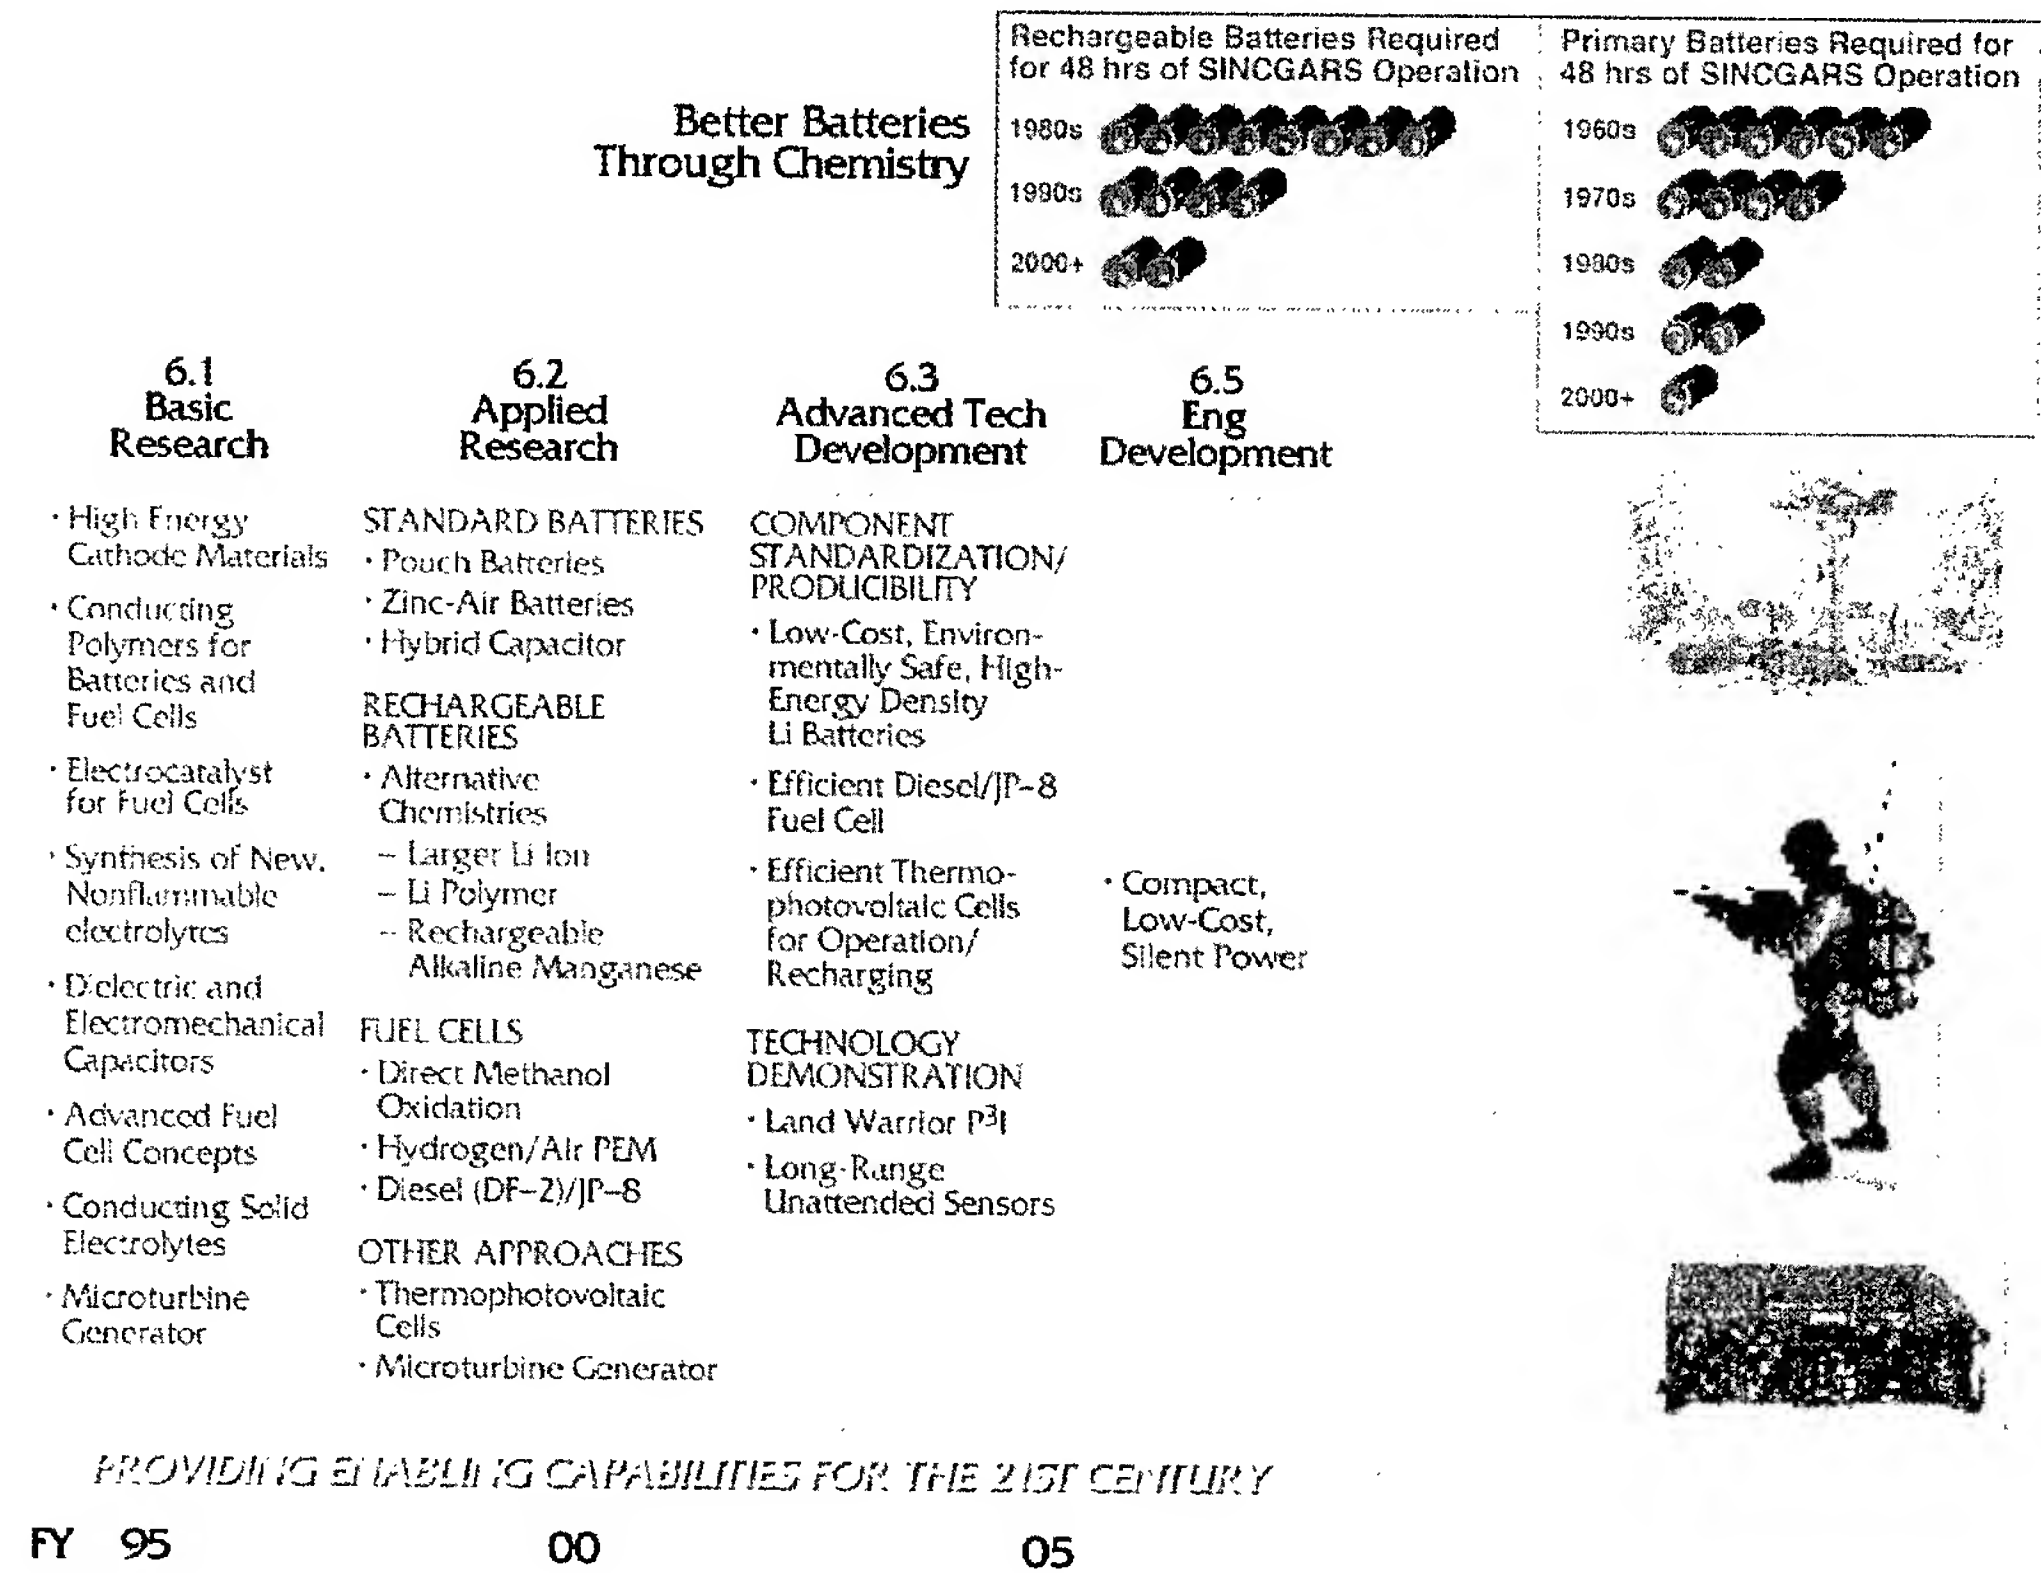 Better Batteries
Through Chemistry
Rechargeable Batteries Required
for 48 hrs of SINCGARS Operation
1980s
1990s
2000+
Primary Batteries Required for
48 hrs of SINCGARS Operation
1960s
1970s
1980s
1990s
2000+
6.1
Basic
Research
• High Energy
Cathode Materials
• Conducting
Polymers for
Batteries and
Fuel Cells
• Electrocatalyst
for Fuel Cells
• Synthesis of New,
Nonflammable
electrolytes
• Dielectric and
Electromechanical
Capacitors
• Advanced Fuel
Cell Concepts
• Conducting Solid
Electrolytes
• Microturbine
Generator
6.2
Applied
Research
STANDARD BATTERIES
• Pouch Batteries
• Zinc-Air Batteries
• Hybrid Capacitor
RECHARGEABLE
BATTERIES
• Alternative
Chemistries
– Larger Li Ion
– Li Polymer
– Rechargeable
Alkaline Manganese
FUEL CELLS
• Direct Methanol
Oxidation
• Hydrogen/Air PEM
• Diesel (DF–2)/JP–8
OTHER APPROACHES
• Thermophotovoltaic
Cells
• Microturbine Generator
6.3
Advanced Tech
Development
COMPONENT
STANDARDIZATION/
PRODUCIBILITY
• Low-Cost, Environ-
mentally Safe, High-
Energy Density
Li Batteries
• Efficient Diesel/JP–8
Fuel Cell
• Efficient Thermo-
photovoltaic Cells
for Operation/
Recharging
TECHNOLOGY
DEMONSTRATION
• Land Warrior P³I
• Long-Range
Unattended Sensors
6.5
Eng
Development
• Compact,
Low-Cost,
Silent Power
PROVIDING ENABLING CAPABILITIES FOR THE 21ST CENTURY
FY 95 00 05